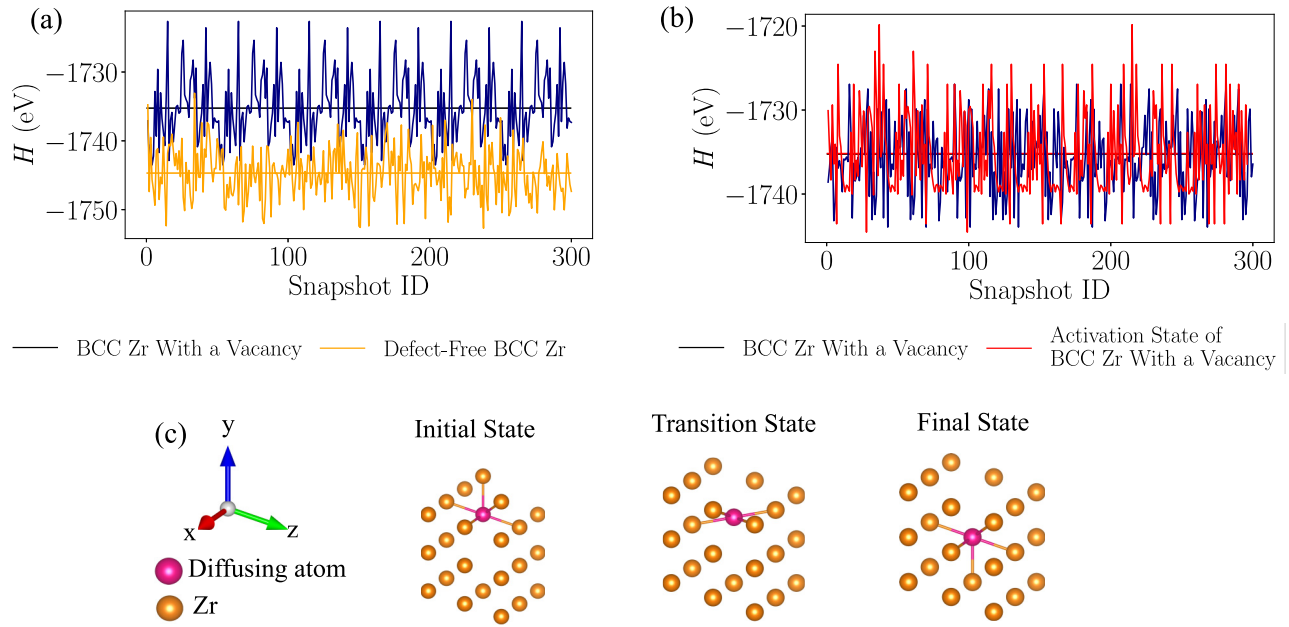 (a)
−1730
−1740
−1750
H (eV)
0 100 200 300
Snapshot ID
BCC Zr With a Vacancy
Defect-Free BCC Zr
(b)
−1720
−1730
−1740
H (eV)
0 100 200 300
Snapshot ID
BCC Zr With a Vacancy
Activation State of
BCC Zr With a Vacancy
(c)
y
x
z
Diffusing atom
Zr
Initial State
Transition State
Final State